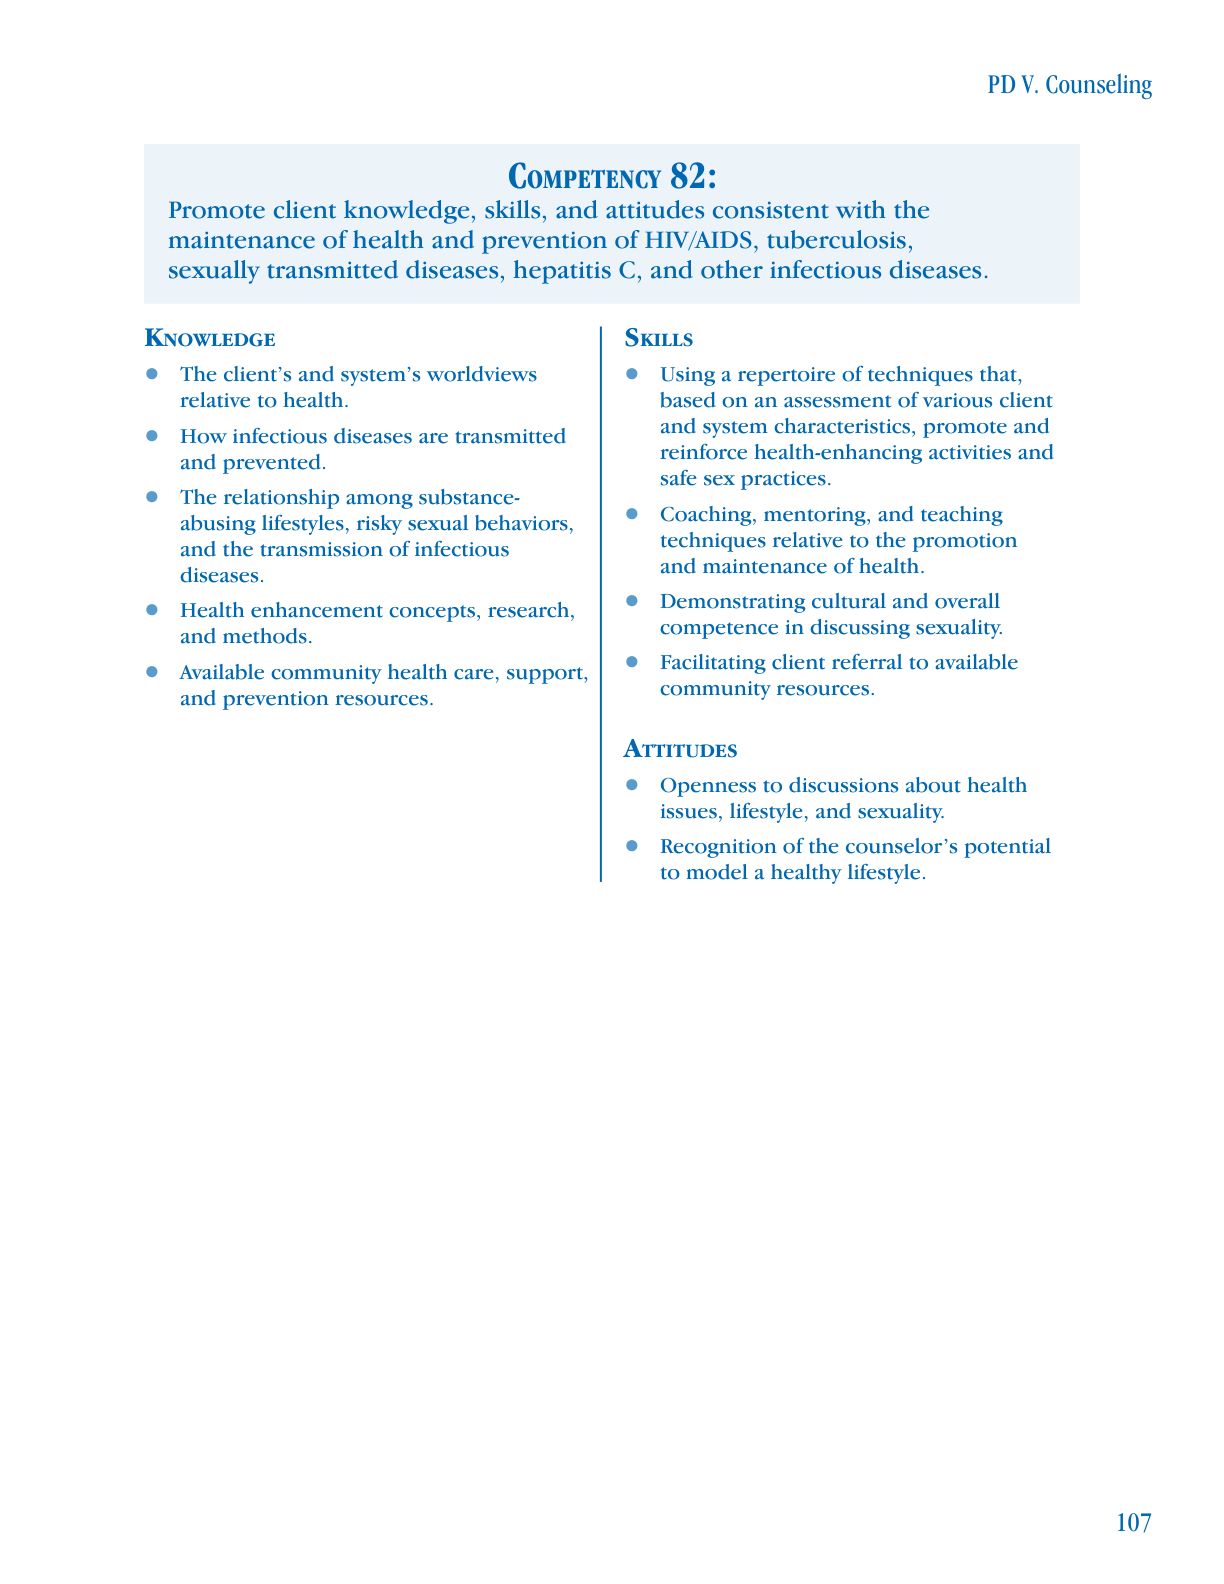 PD V. Counseling
Competency 82:
Promote client knowledge, skills, and attitudes consistent with the
maintenance of health and prevention of HIV/AIDS, tuberculosis,
sexually transmitted diseases, hepatitis C, and other infectious diseases.
Knowledge
● The client’s and system’s worldviews
relative to health.
● How infectious diseases are transmitted
and prevented.
● The relationship among substance-
abusing lifestyles, risky sexual behaviors,
and the transmission of infectious
diseases.
● Health enhancement concepts, research,
and methods.
● Available community health care, support,
and prevention resources.
Skills
● Using a repertoire of techniques that,
based on an assessment of various client
and system characteristics, promote and
reinforce health-enhancing activities and
safe sex practices.
● Coaching, mentoring, and teaching
techniques relative to the promotion
and maintenance of health.
● Demonstrating cultural and overall
competence in discussing sexuality.
● Facilitating client referral to available
community resources.
Attitudes
● Openness to discussions about health
issues, lifestyle, and sexuality.
● Recognition of the counselor’s potential
to model a healthy lifestyle.
107